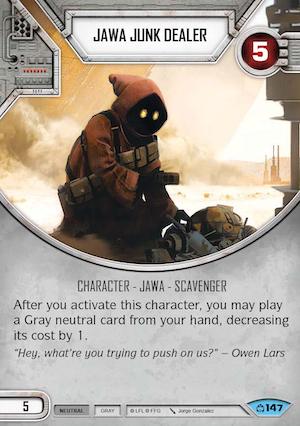 JAWA JUNK DEALER
5
CHARACTER - JAWA - SCAVENGER
After you activate this character, you may play
a Gray neutral card from your hand, decreasing
its cost by 1.
"Hey, what're you trying to push on us?" – Owen Lars
5
NEUTRAL
GRAY
© LFL © FFG
Jorge Gonzalez
147